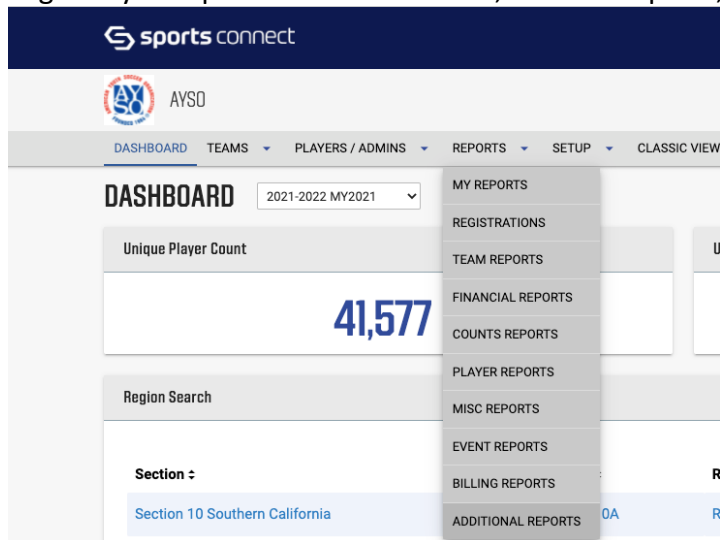 sports connect
AYSO
DASHBOARD TEAMS PLAYERS / ADMINS REPORTS SETUP CLASSIC VIEW
DASHBOARD 2021-2022 MY2021
MY REPORTS
REGISTRATIONS
Unique Player Count
TEAM REPORTS
FINANCIAL REPORTS
41,577
COUNTS REPORTS
PLAYER REPORTS
Region Search
MISC REPORTS
EVENT REPORTS
Section
BILLING REPORTS
Section 10 Southern California
ADDITIONAL REPORTS
0A